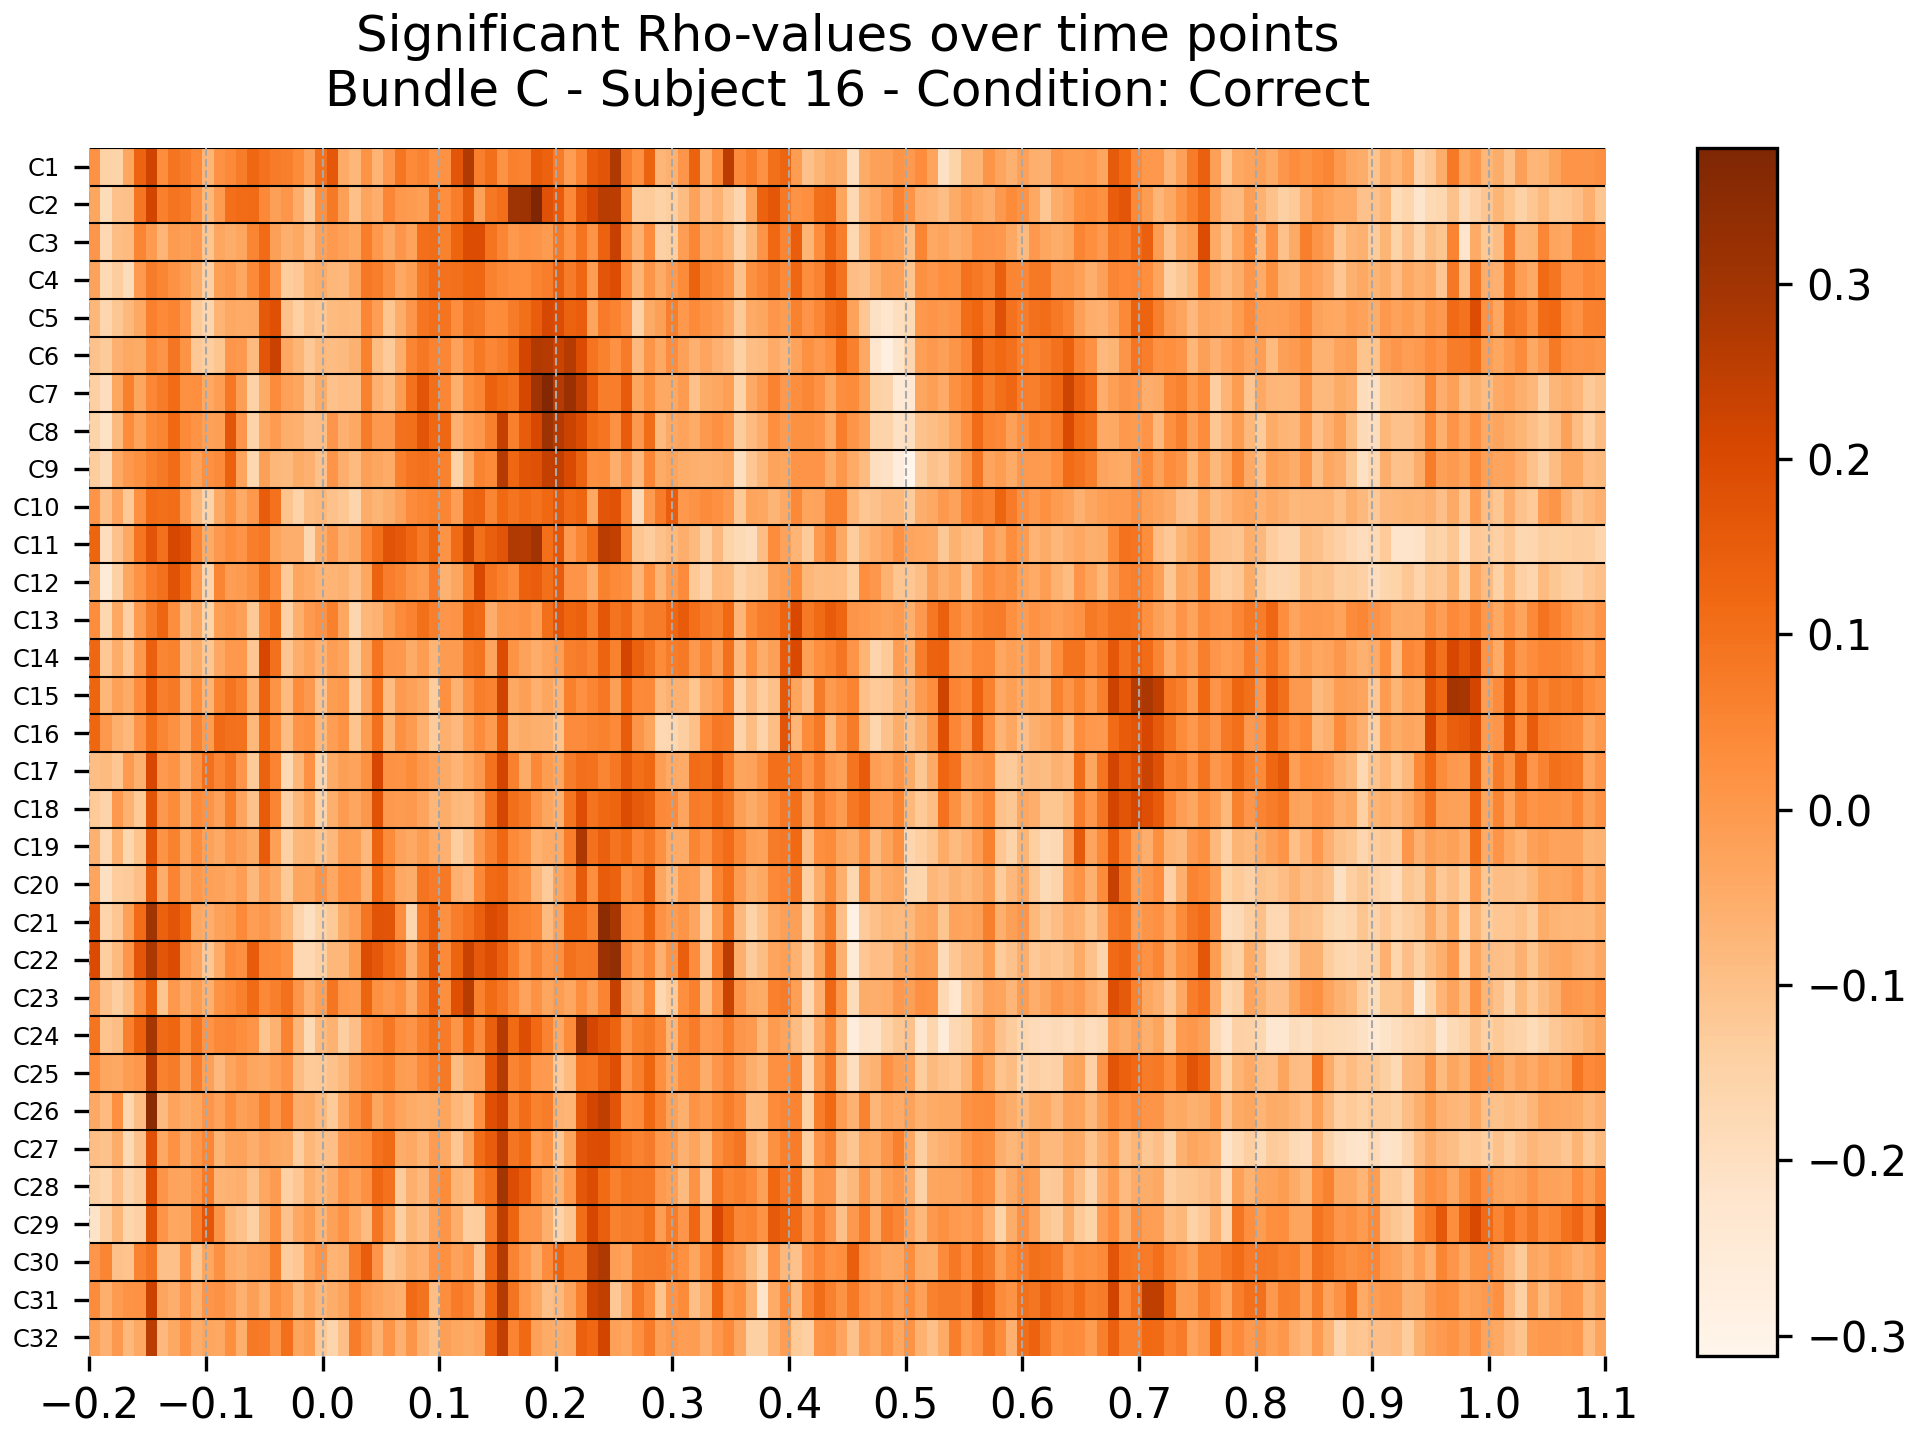 Significant Rho-values over time points
Bundle C - Subject 16 - Condition: Correct
C1
C2
C3
C4
C5
C6
C7
C8
C9
C10
C11
C12
C13
C14
C15
C16
C17
C18
C19
C20
C21
C22
C23
C24
C25
C26
C27
C28
C29
C30
C31
C32
−0.2 −0.1 0.0 0.1 0.2 0.3 0.4 0.5 0.6 0.7 0.8 0.9 1.0 1.1
0.3
0.2
0.1
0.0
−0.1
−0.2
−0.3